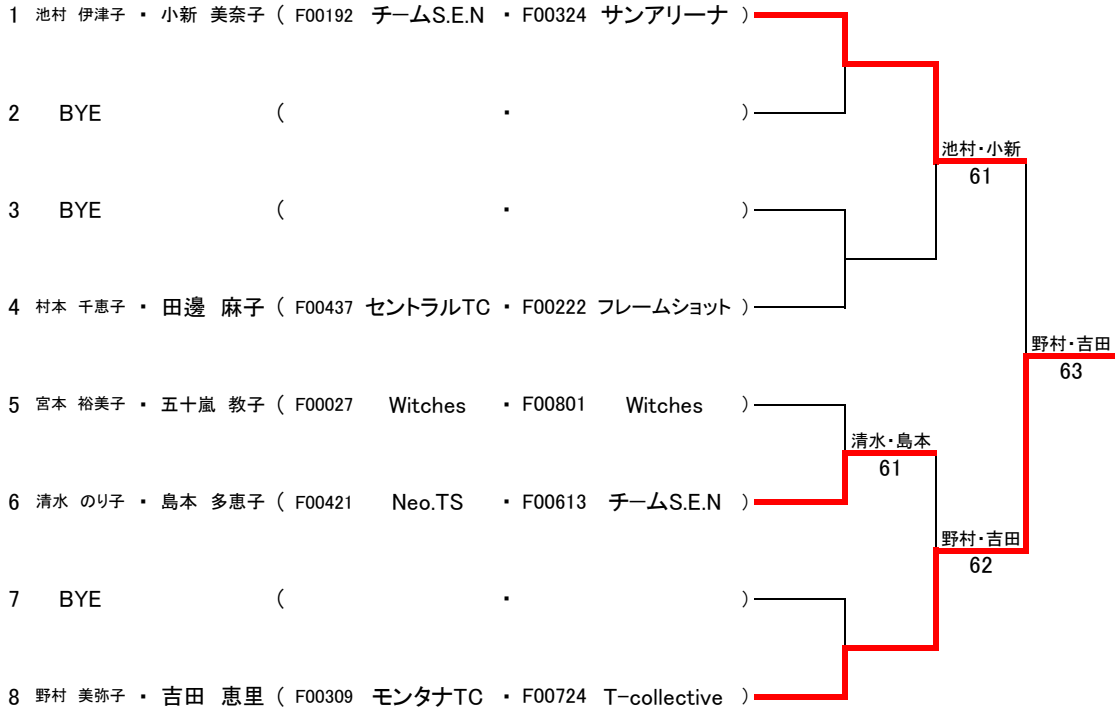 1 池村 伊津子 ・ 小新 美奈子 ( F00192 チームS.E.N ・ F00324 サンアリーナ )
2 BYE ( ・ )
池村・小新
61
3 BYE ( ・ )
4 村本 千恵子 ・ 田邊 麻子 ( F00437 セントラルTC ・ F00222 フレームショット )
野村・吉田
63
5 宮本 裕美子 ・ 五十嵐 教子 ( F00027 Witches ・ F00801 Witches )
清水・島本
61
6 清水 のり子 ・ 島本 多恵子 ( F00421 Neo.TS ・ F00613 チームS.E.N )
野村・吉田
62
7 BYE ( ・ )
8 野村 美弥子 ・ 吉田 恵里 ( F00309 モンタナTC ・ F00724 T-collective )